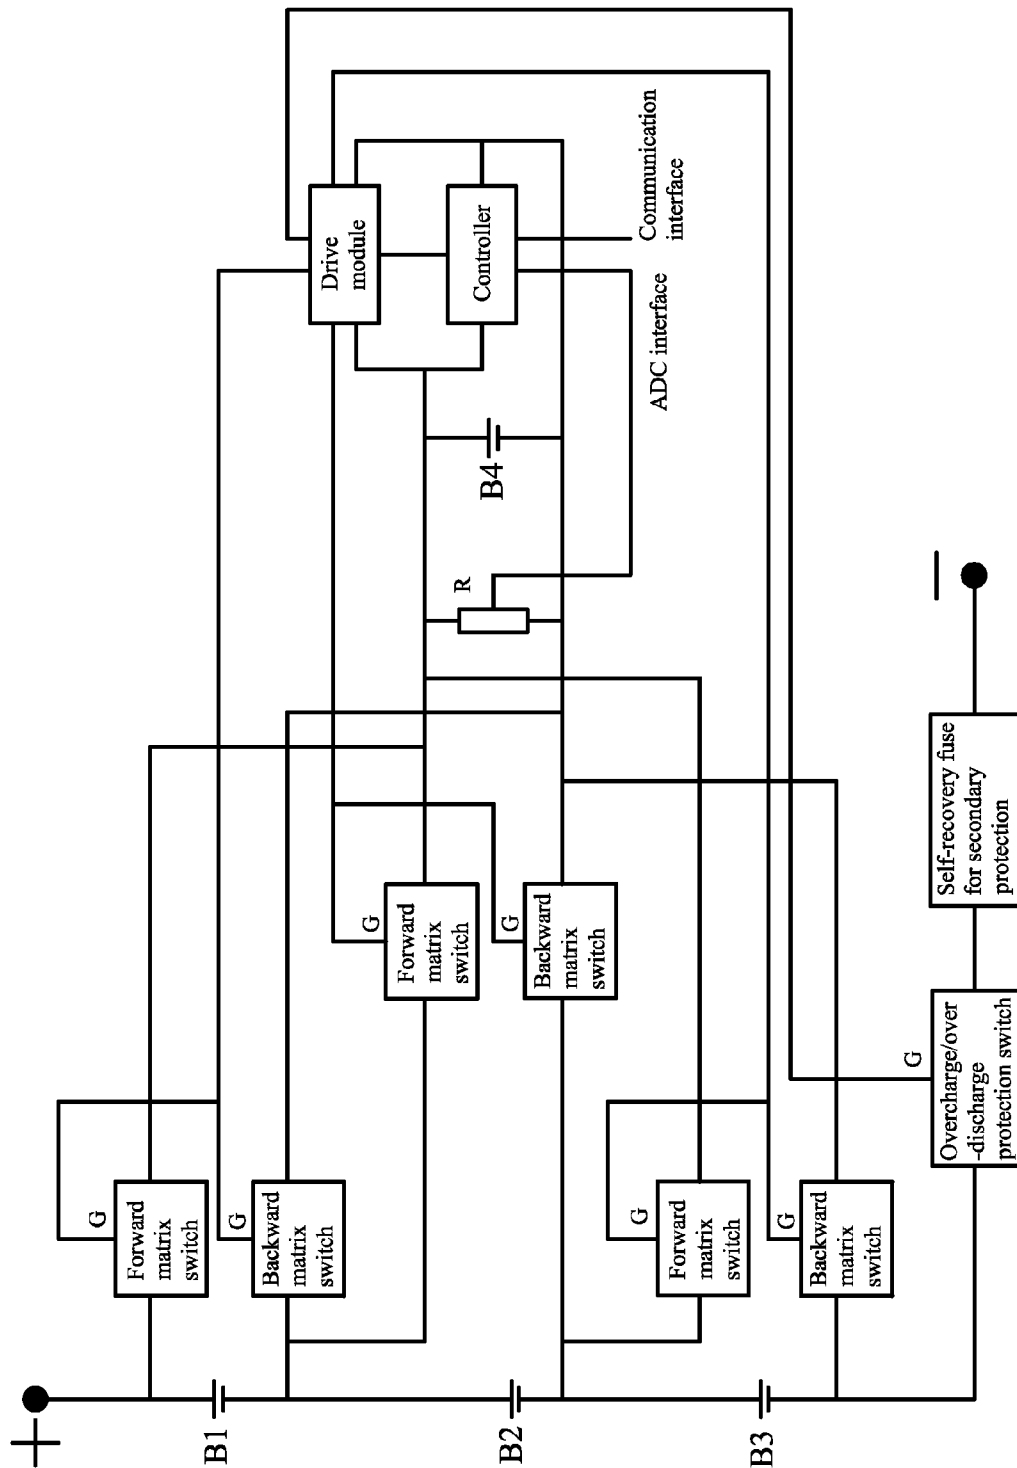 +
B1
B2
B3
G
Forward
matrix
switch
G
Backward
matrix
switch
G
Forward
matrix
switch
G
Backward
matrix
switch
G
Forward
matrix
switch
G
Backward
matrix
switch
G
Overcharge/over
-discharge
protection switch
Self-recovery fuse
for secondary
protection
—
R
B4
Drive
module
Controller
ADC interface
Communication
interface